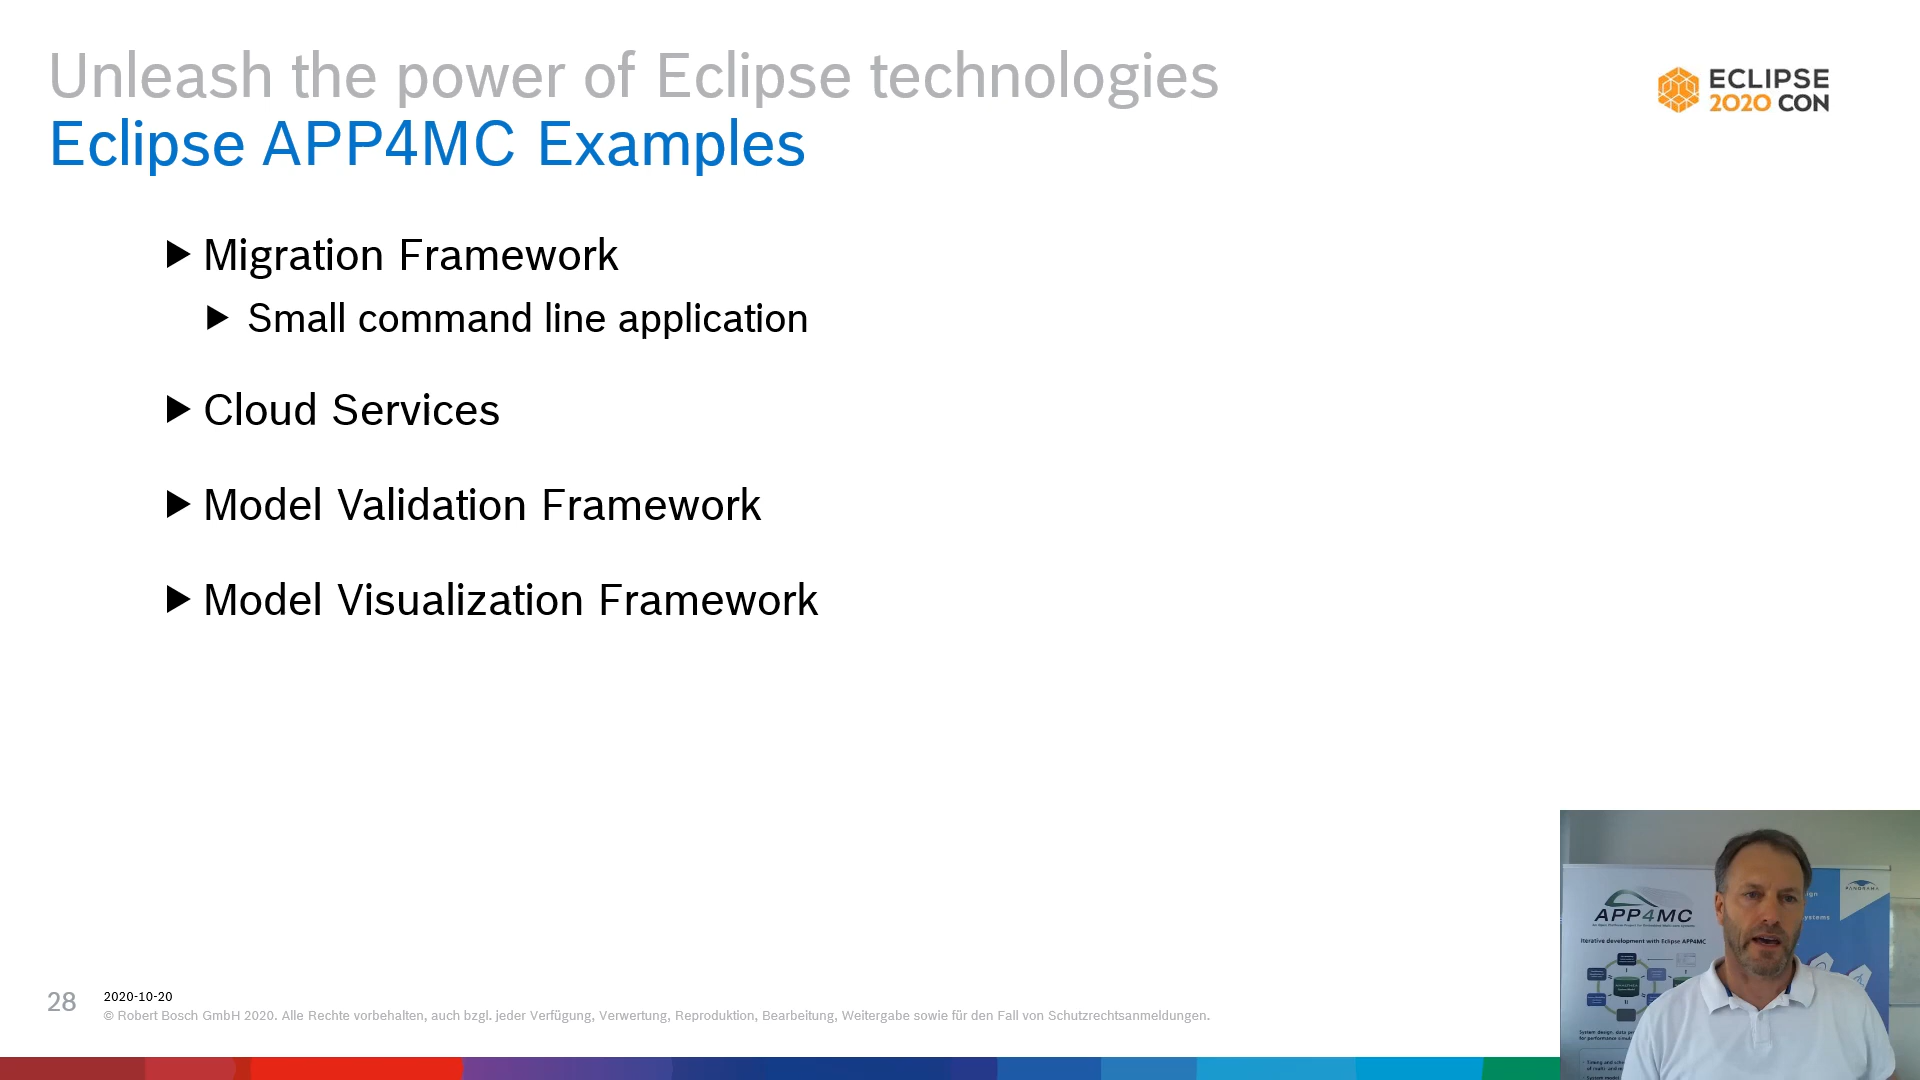 Unleash the power of Eclipse technologies
Eclipse APP4MC Examples
ECLIPSE
2020 CON
Migration Framework
Small command line application
Cloud Services
Model Validation Framework
Model Visualization Framework
APP4MC
Iterative development with Eclipse APP4MC
PANORAMA
28
2020-10-20
© Robert Bosch GmbH 2020. Alle Rechte vorbehalten, auch bzgl. jeder Verfügung, Verwertung, Reproduktion, Bearbeitung, Weitergabe sowie für den Fall von Schutzrechtsanmeldungen.